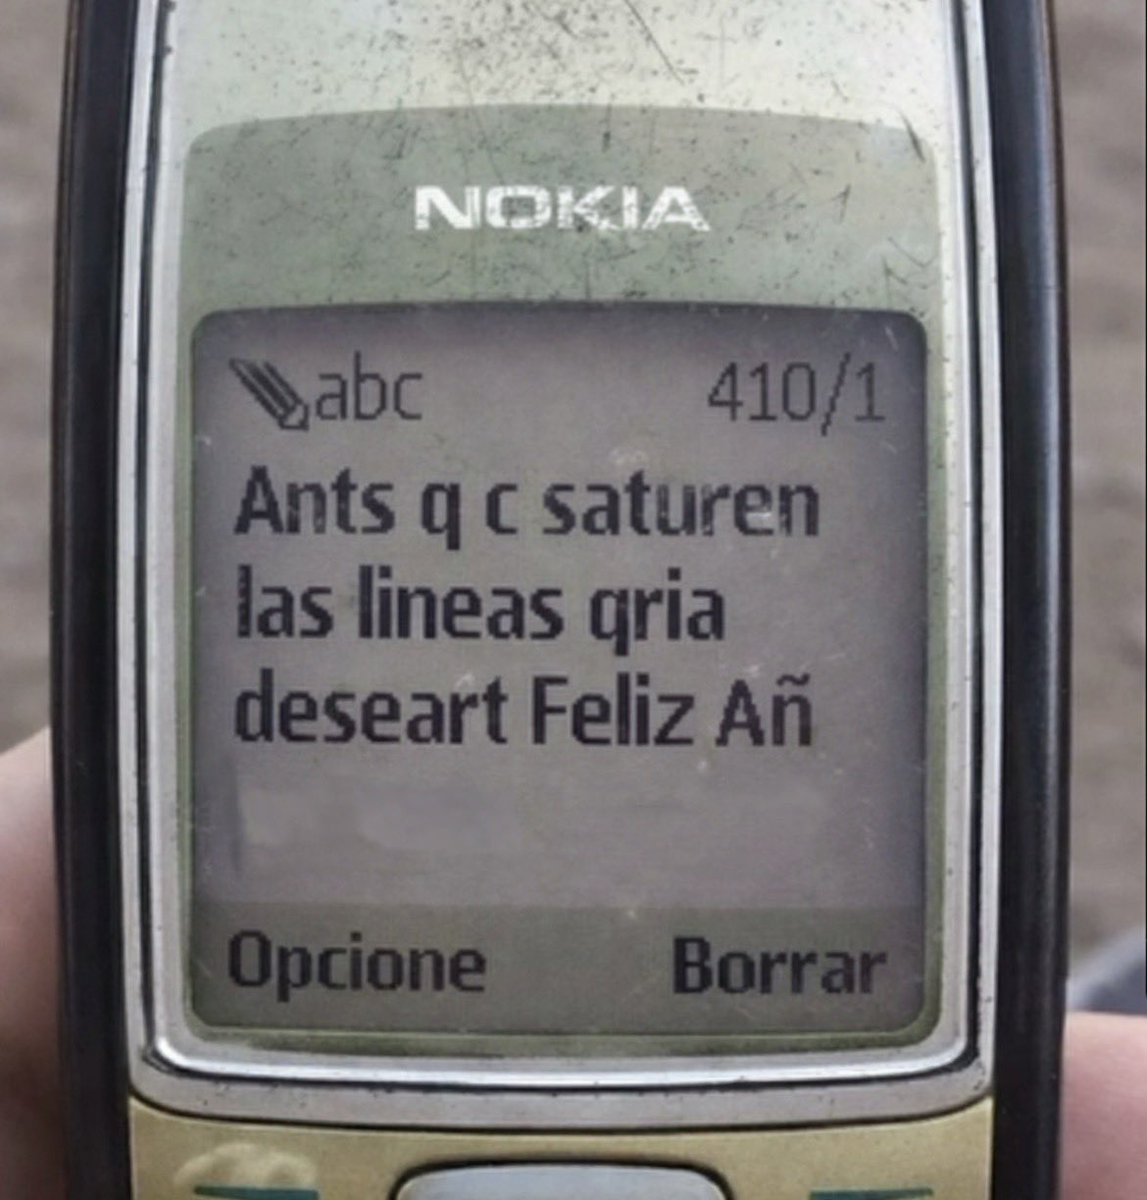 NOKIA
abc 410/1
Ants q c saturen
las lineas qria
deseart Feliz Añ
Opcione Borrar